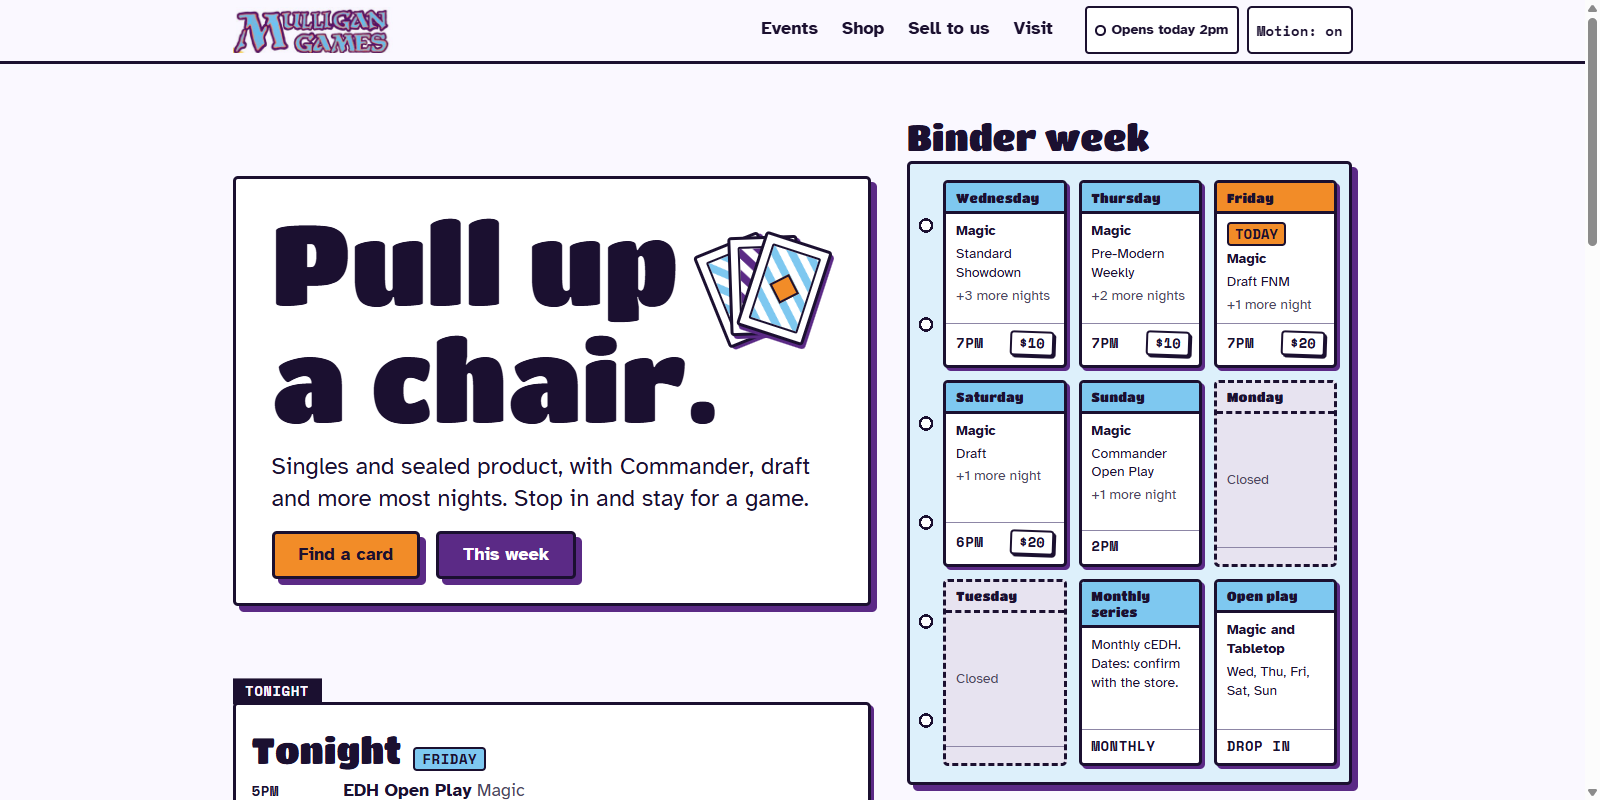 MULLIGAN
GAMES
Events
Shop
Sell to us
Visit
Opens today 2pm
Motion: on
Pull up
a chair.
Singles and sealed product, with Commander, draft
and more most nights. Stop in and stay for a game.
Find a card
This week
TONIGHT
Tonight
FRIDAY
5PM
EDH Open Play Magic
Binder week
Wednesday
Magic
Standard
Showdown
+3 more nights
7PM
$10
Thursday
Magic
Pre-Modern
Weekly
+2 more nights
7PM
$10
Friday
TODAY
Magic
Draft FNM
+1 more night
7PM
$20
Saturday
Magic
Draft
+1 more night
6PM
$20
Sunday
Magic
Commander
Open Play
+1 more night
2PM
Monday
Closed
Tuesday
Closed
Monthly
series
Monthly cEDH.
Dates: confirm
with the store.
MONTHLY
Open play
Magic and
Tabletop
Wed, Thu, Fri,
Sat, Sun
DROP IN